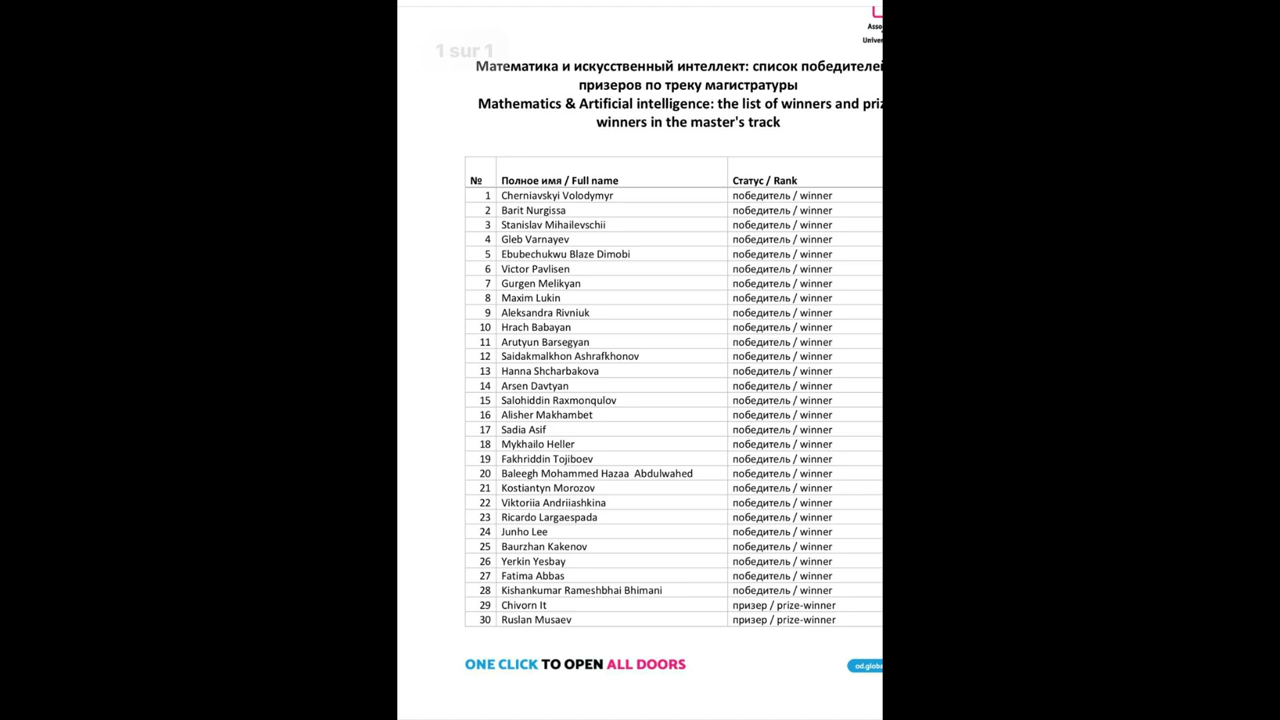 Asso
Univer
1 sur 1
Математика и искусственный интеллект: список победителей
призеров по треку магистратуры
Mathematics & Artificial intelligence: the list of winners and priz
winners in the master's track
№ Полное имя / Full name Статус / Rank
1 Cherniavskyi Volodymyr победитель / winner
2 Barit Nurgissa победитель / winner
3 Stanislav Mihailevschii победитель / winner
4 Gleb Varnayev победитель / winner
5 Ebubechukwu Blaze Dimobi победитель / winner
6 Victor Pavlisen победитель / winner
7 Gurgen Melikyan победитель / winner
8 Maxim Lukin победитель / winner
9 Aleksandra Rivniuk победитель / winner
10 Hrach Babayan победитель / winner
11 Arutyun Barsegyan победитель / winner
12 Saidakmalkhon Ashrafkhonov победитель / winner
13 Hanna Shcharbakova победитель / winner
14 Arsen Davtyan победитель / winner
15 Salohiddin Raxmonqulov победитель / winner
16 Alisher Makhambet победитель / winner
17 Sadia Asif победитель / winner
18 Mykhailo Heller победитель / winner
19 Fakhriddin Tojiboev победитель / winner
20 Baleegh Mohammed Hazaa Abdulwahed победитель / winner
21 Kostiantyn Morozov победитель / winner
22 Viktoriia Andriiashkina победитель / winner
23 Ricardo Largaespada победитель / winner
24 Junho Lee победитель / winner
25 Baurzhan Kakenov победитель / winner
26 Yerkin Yesbay победитель / winner
27 Fatima Abbas победитель / winner
28 Kishankumar Rameshbhai Bhimani победитель / winner
29 Chivorn It призер / prize-winner
30 Ruslan Musaev призер / prize-winner
ONE CLICK TO OPEN ALL DOORS od.globa